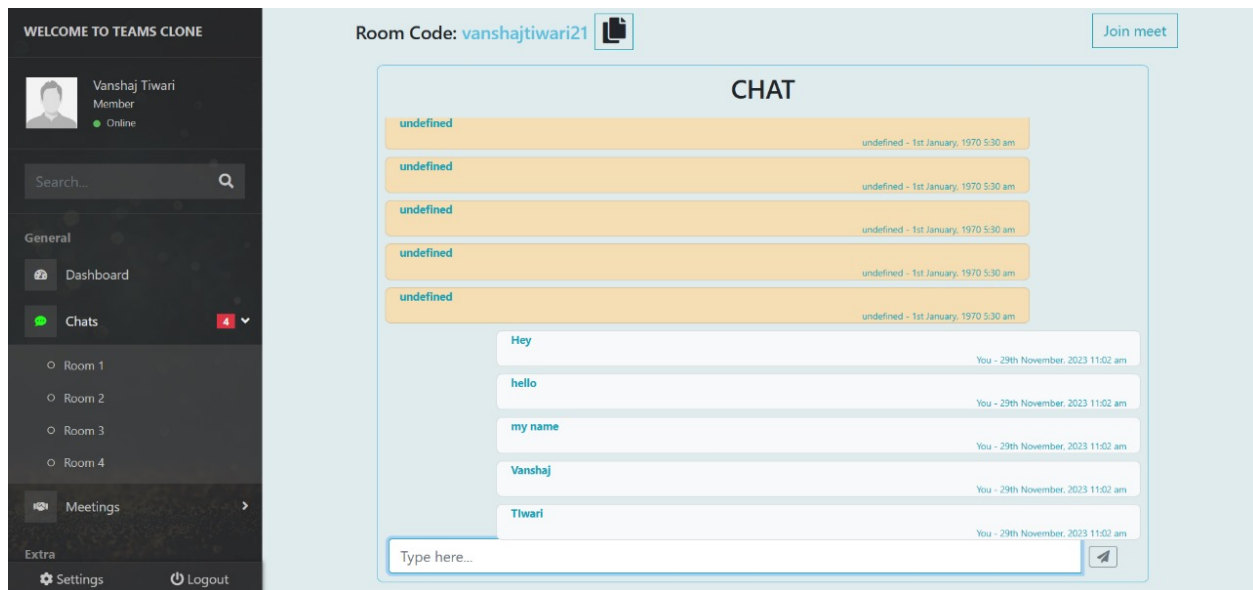 WELCOME TO TEAMS CLONE
Vanshaj Tiwari
Member
Online
Search...
General
Dashboard
Chats 4
Room 1
Room 2
Room 3
Room 4
Meetings
Extra
Settings Logout
Room Code: vanshajtiwari21
Join meet
CHAT
undefined
undefined - 1st January, 1970 5:30 am
undefined
undefined - 1st January, 1970 5:30 am
undefined
undefined - 1st January, 1970 5:30 am
undefined
undefined - 1st January, 1970 5:30 am
undefined
undefined - 1st January, 1970 5:30 am
Hey
You - 29th November, 2023 11:02 am
hello
You - 29th November, 2023 11:02 am
my name
You - 29th November, 2023 11:02 am
Vanshaj
You - 29th November, 2023 11:02 am
TIwari
You - 29th November, 2023 11:02 am
Type here...